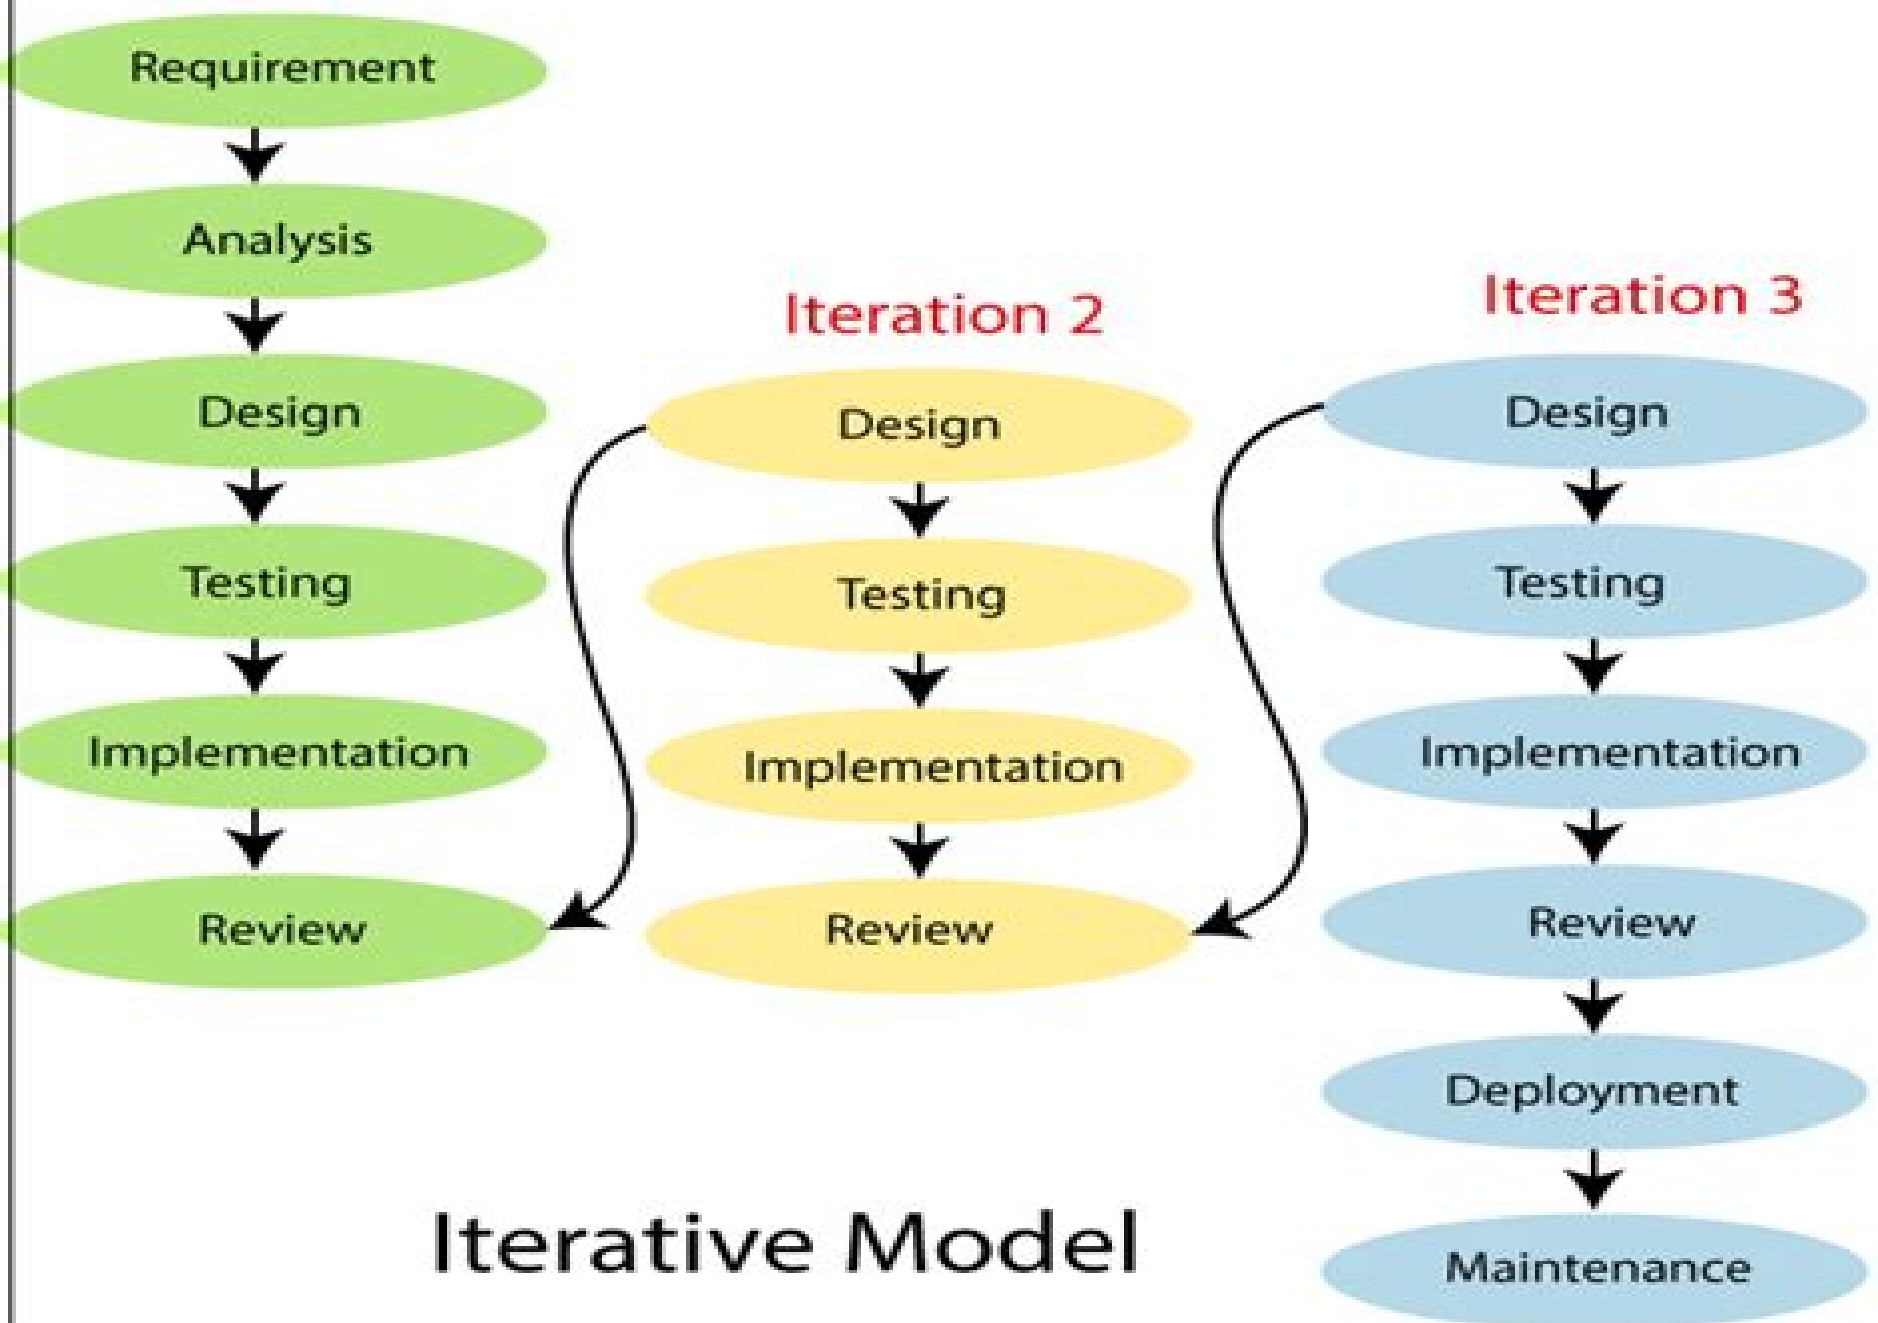 Requirement
Analysis
Design
Testing
Implementation
Review
Iteration 2
Design
Testing
Implementation
Review
Iteration 3
Design
Testing
Implementation
Review
Deployment
Maintenance
Iterative Model